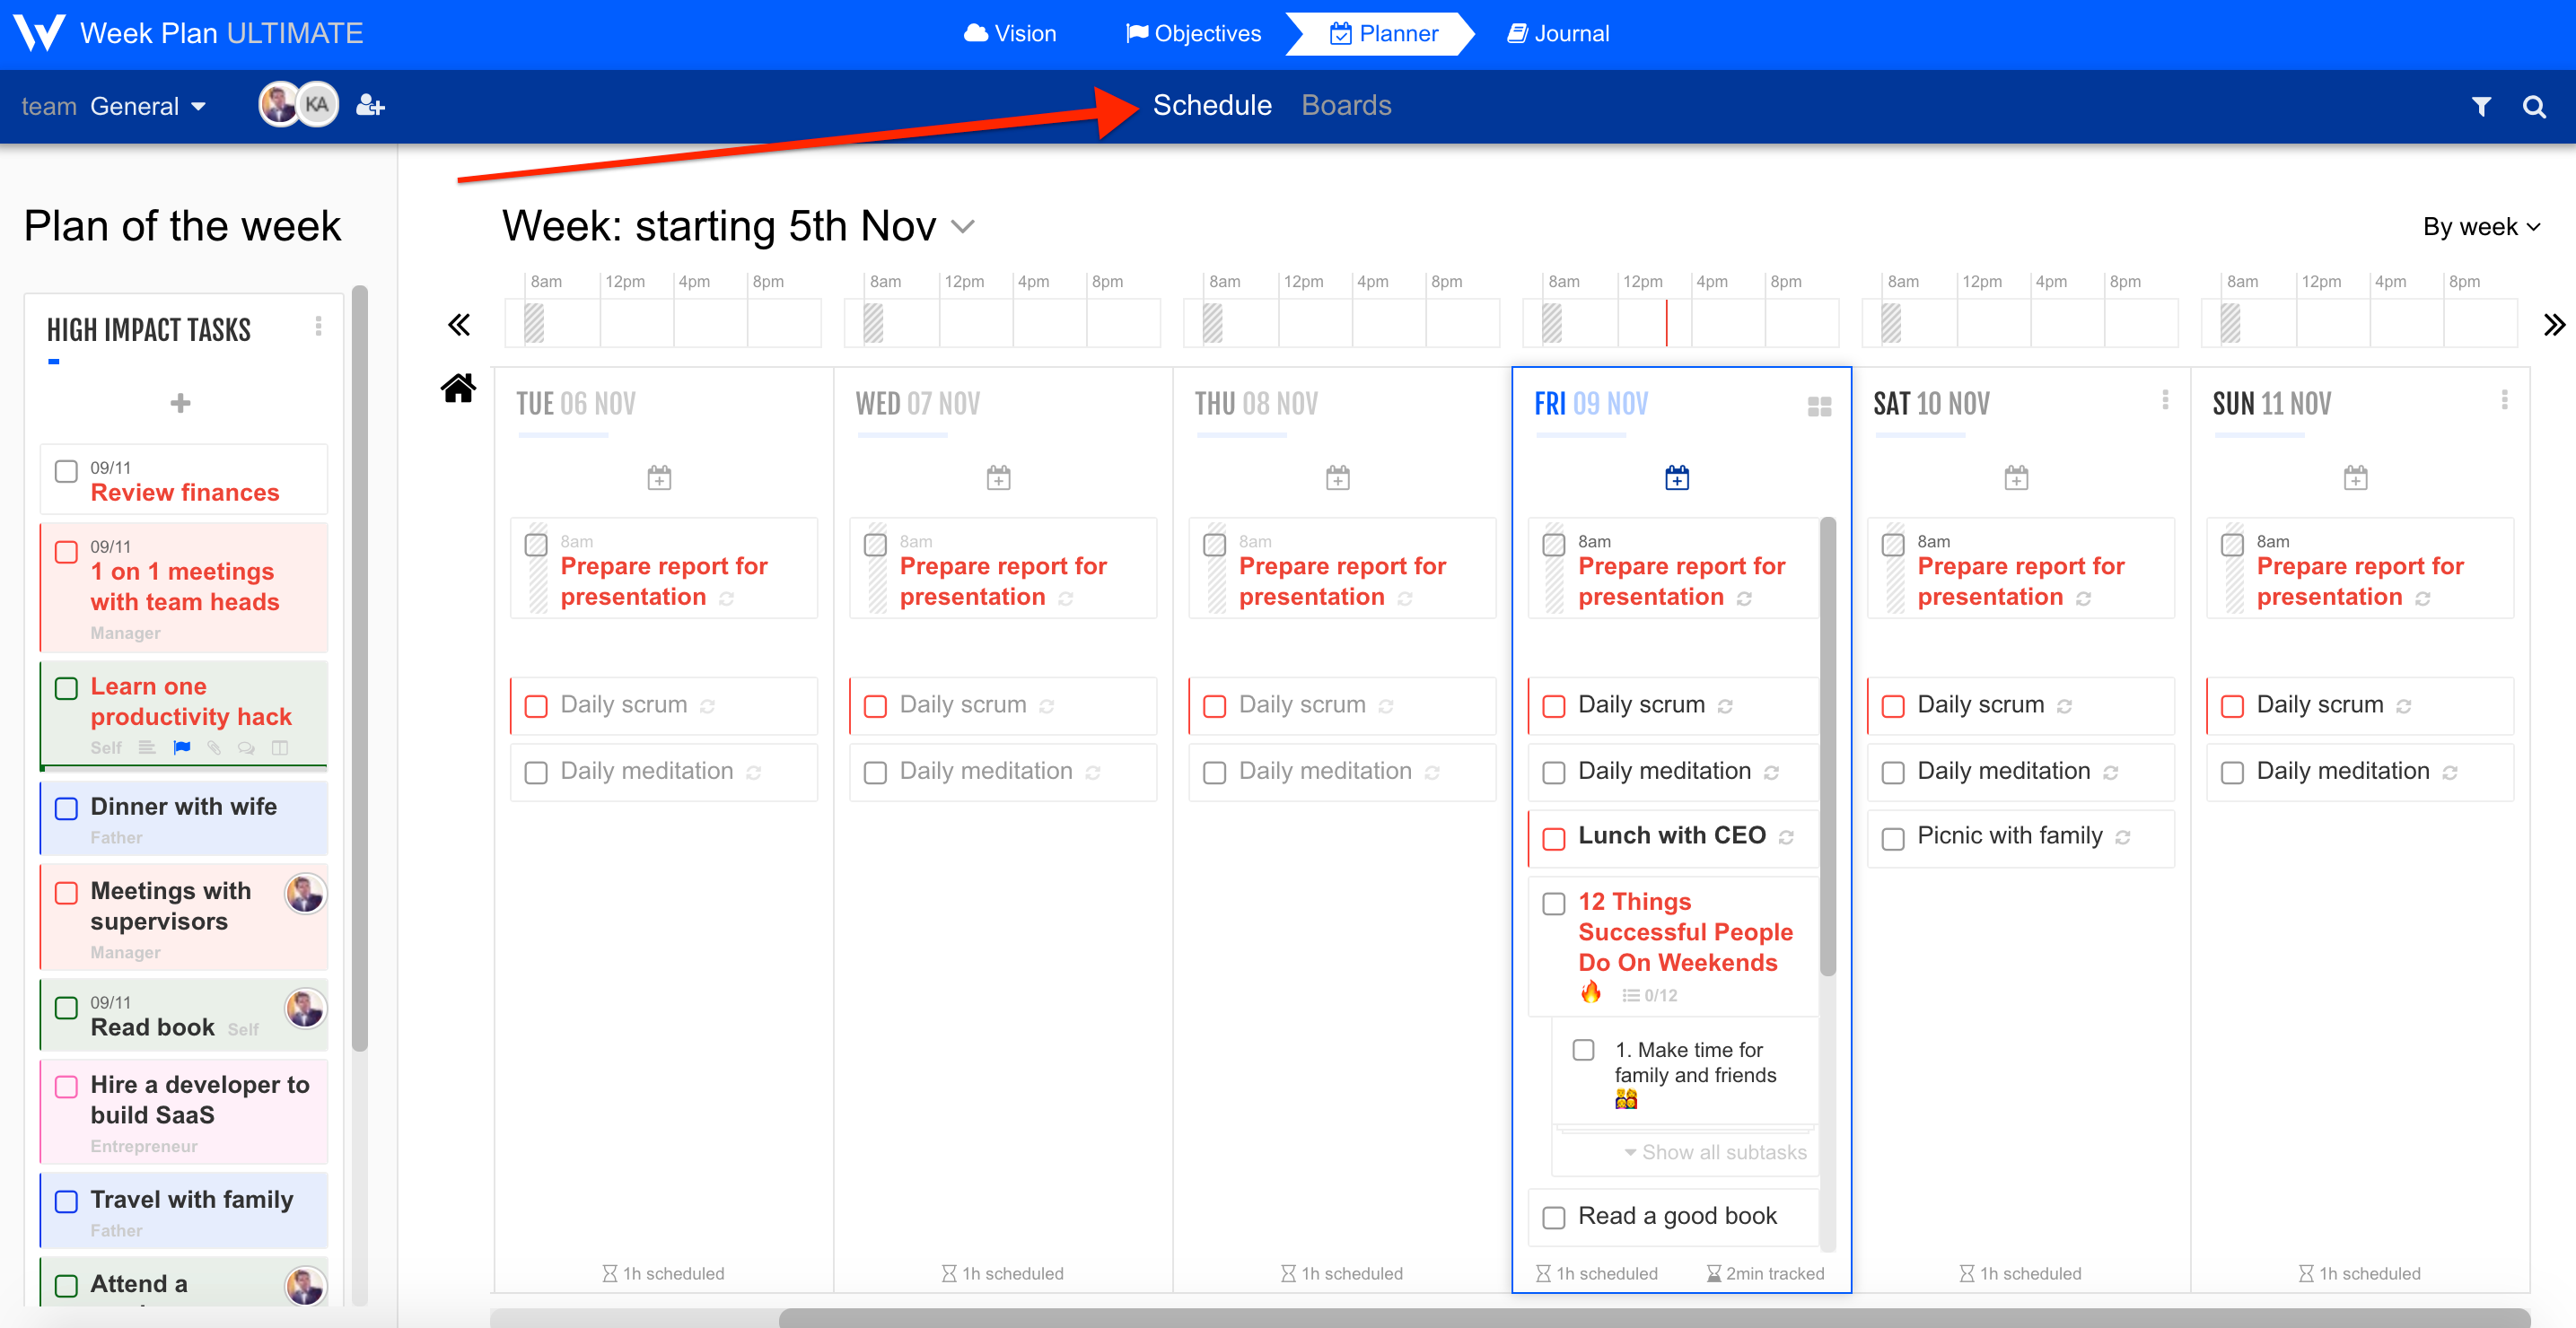 Week Plan ULTIMATE
Vision
Objectives
Planner
Journal
team General
KA
Schedule
Boards
Plan of the week
Week: starting 5th Nov
By week
8am 12pm 4pm 8pm
8am 12pm 4pm 8pm
8am 12pm 4pm 8pm
8am 12pm 4pm 8pm
8am 12pm 4pm 8pm
8am 12pm 4pm 8pm
HIGH IMPACT TASKS
09/11
Review finances
09/11
1 on 1 meetings
with team heads
Manager
Learn one
productivity hack
Self
Dinner with wife
Father
Meetings with
supervisors
Manager
09/11
Read book Self
Hire a developer to
build SaaS
Entrepreneur
Travel with family
Father
Attend a
TUE 06 NOV
8am
Prepare report for
presentation
Daily scrum
Daily meditation
1h scheduled
WED 07 NOV
8am
Prepare report for
presentation
Daily scrum
Daily meditation
1h scheduled
THU 08 NOV
8am
Prepare report for
presentation
Daily scrum
Daily meditation
1h scheduled
FRI 09 NOV
8am
Prepare report for
presentation
Daily scrum
Daily meditation
Lunch with CEO
12 Things
Successful People
Do On Weekends
🔥 0/12
1. Make time for
family and friends
Show all subtasks
Read a good book
1h scheduled 2min tracked
SAT 10 NOV
8am
Prepare report for
presentation
Daily scrum
Daily meditation
Picnic with family
1h scheduled
SUN 11 NOV
8am
Prepare report for
presentation
Daily scrum
Daily meditation
1h scheduled